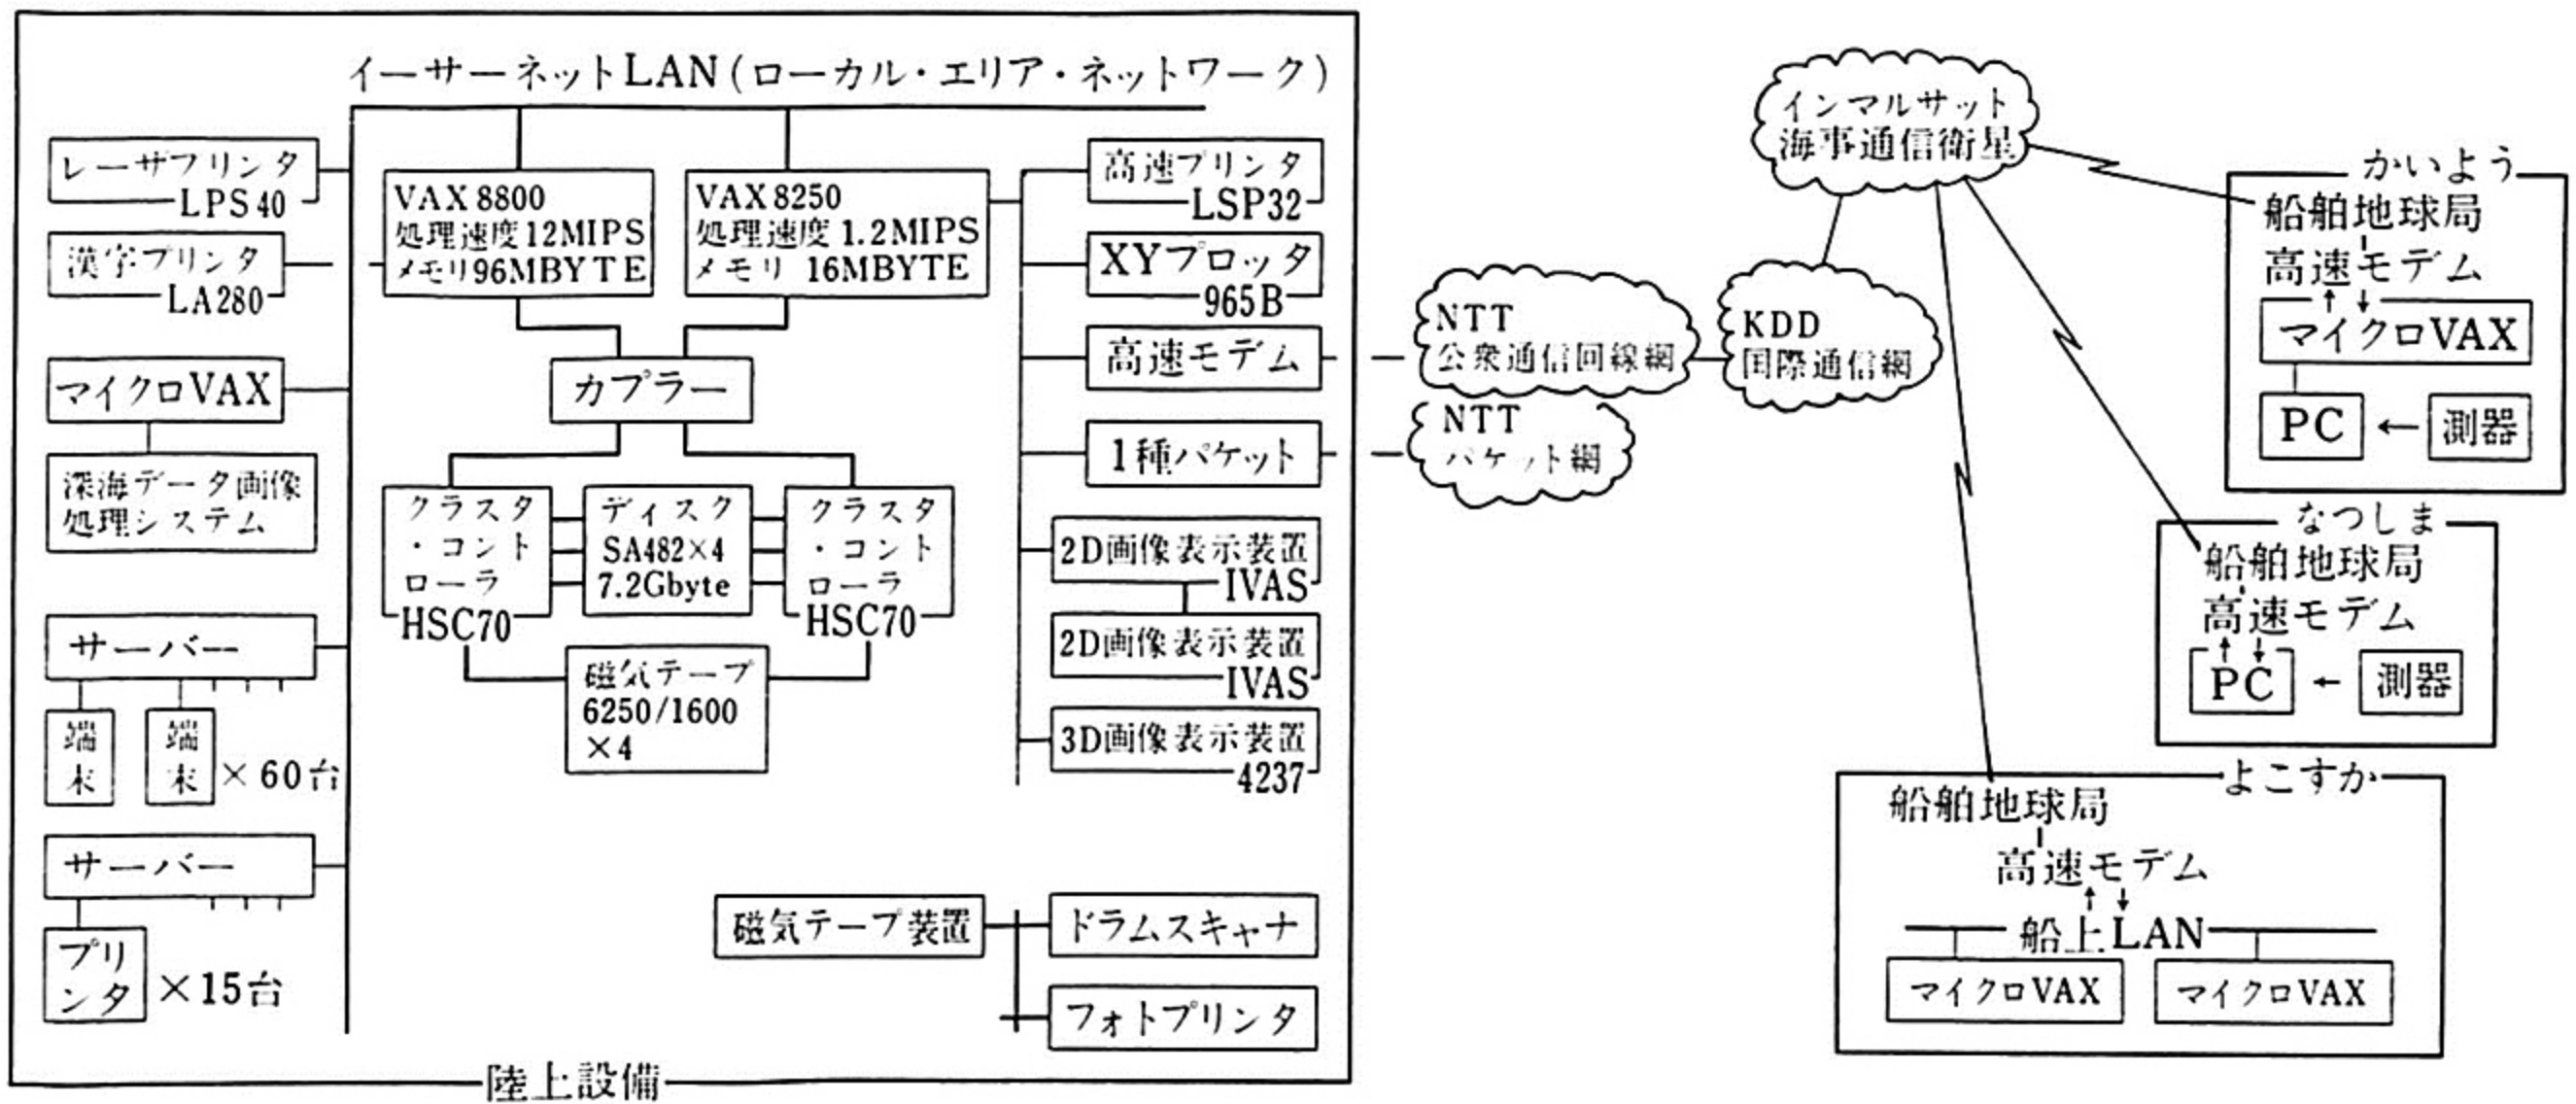 イーサーネットLAN(ローカル・エリア・ネットワーク)
レーザプリンタ
LPS40
漢字プリンタ
LA280
マイクロVAX
深海データ画像
処理システム
サーバー
端
末
端
末
×60台
サーバー
プリ
ンタ
×15台
VAX8800
処理速度12MIPS
メモリ96MBYTE
VAX8250
処理速度1.2MIPS
メモリ 16MBYTE
カプラー
クラスタ
・コント
ローラ
HSC70
ディスク
SA482×4
7.2Gbyte
クラスタ
・コント
ローラ
HSC70
磁気テープ
6250/1600
×4
高速プリンタ
LSP32
XYプロッタ
965B
高速モデム
1種パケット
2D画像表示装置
IVAS
2D画像表示装置
IVAS
3D画像表示装置
4237
磁気テープ装置
ドラムスキャナ
フォトプリンタ
陸上設備
NTT
公衆通信回線網
NTT
パケット網
KDD
国際通信網
インマルサット
海事通信衛星
かいよう
船舶地球局
高速モデム
マイクロVAX
PC ← 測器
なつしま
船舶地球局
高速モデム
PC ← 測器
よこすか
船舶地球局
高速モデム
船上LAN
マイクロVAX
マイクロVAX